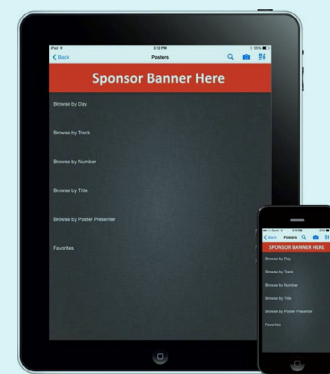 iPad
3:12 PM
Back
Posters
Sponsor Banner Here
Browse by Day
Browse by Track
Browse by Number
Browse by Title
Browse by Poster Presenter
Favorites
Back
Posters
SPONSOR BANNER HERE
Browse by Day
Browse by Track
Browse by Number
Browse by Title
Browse by Poster Presenter
Favorites